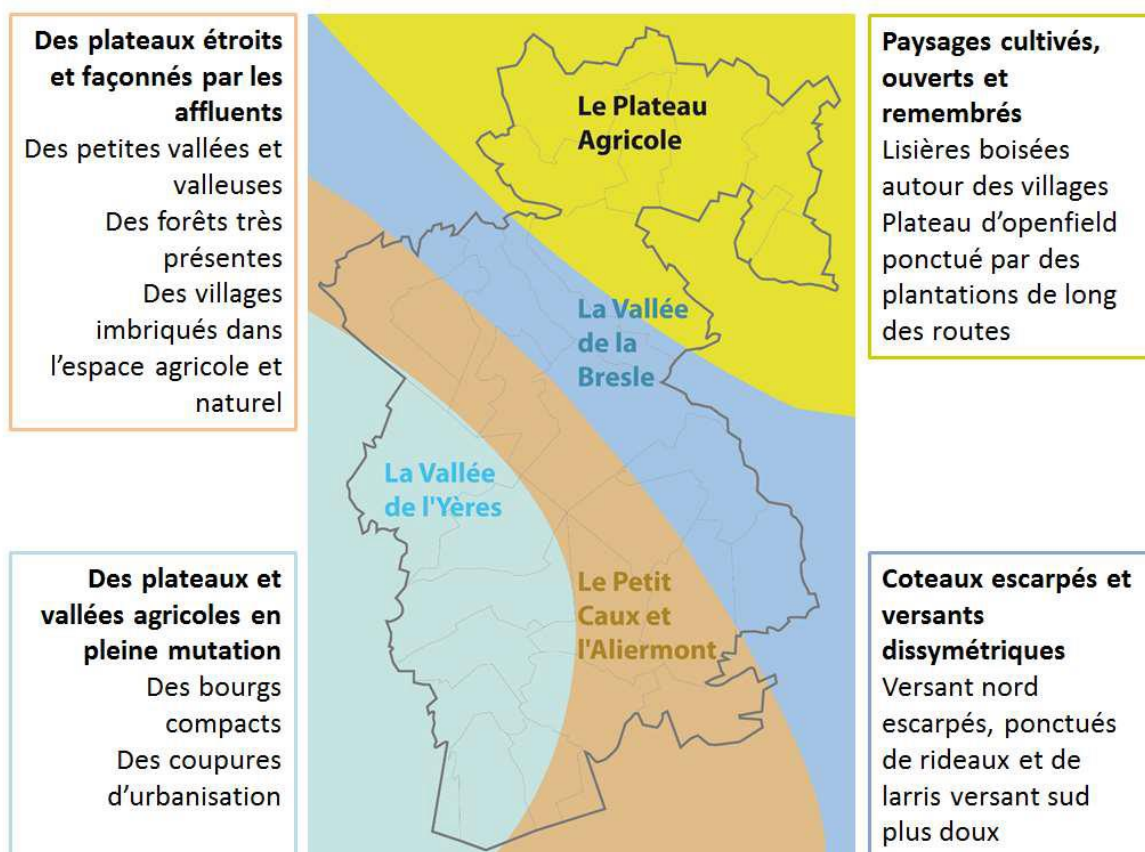 Des plateaux étroits
et façonnés par les
affluents
Des petites vallées et
valleuses
Des forêts très
présentes
Des villages
imbriqués dans
l'espace agricole et
naturel
Le Plateau
Agricole
La Vallée
de la
Bresle
La Vallée
de l'Yères
Le Petit
Caux et
l'Aliermont
Paysages cultivés,
ouverts et
remembrés
Lisières boisées
autour des villages
Plateau d'openfield
ponctué par des
plantations de long
des routes
Des plateaux et
vallées agricoles en
pleine mutation
Des bourgs
compacts
Des coupures
d'urbanisation
Coteaux escarpés et
versants
dissymétriques
Versant nord
escarpés, ponctués
de rideaux et de
larris versant sud
plus doux